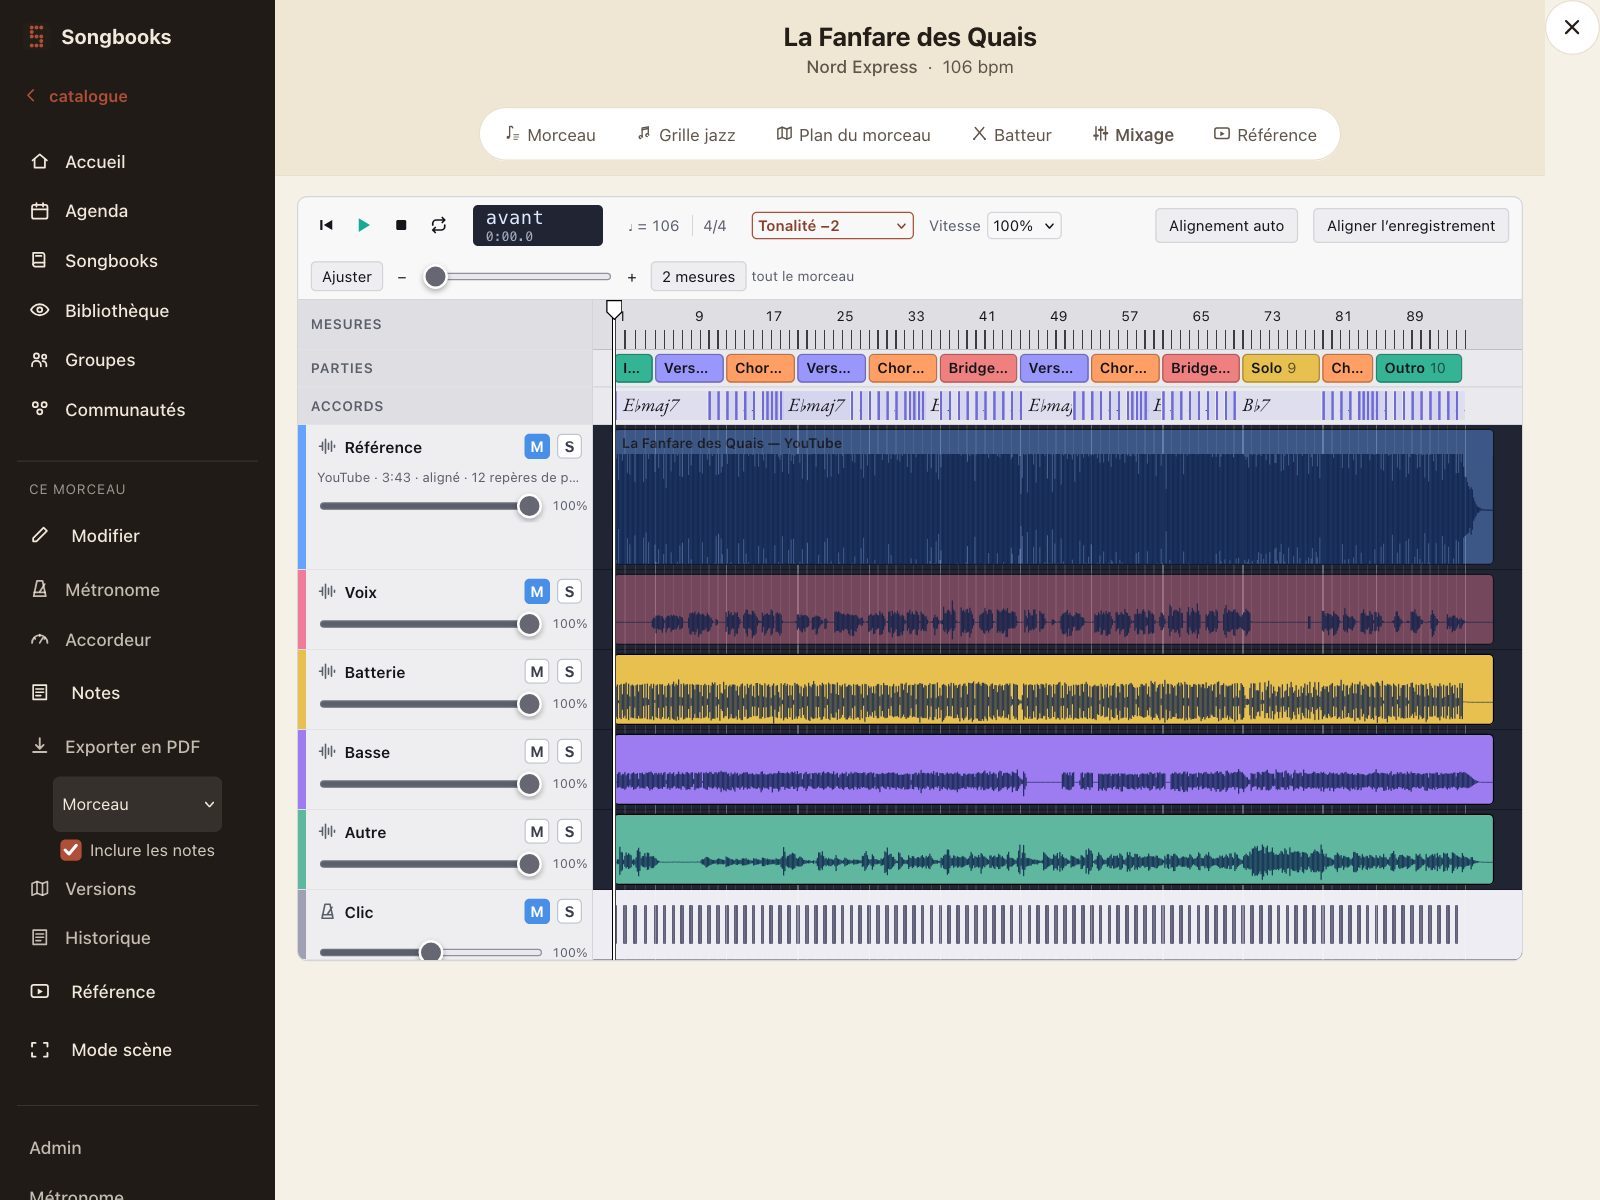 Songbooks
catalogue
Accueil
Agenda
Songbooks
Bibliothèque
Groupes
Communautés
CE MORCEAU
Modifier
Métronome
Accordeur
Notes
Exporter en PDF
Morceau
Inclure les notes
Versions
Historique
Référence
Mode scène
Admin
Métronome
La Fanfare des Quais
Nord Express · 106 bpm
Morceau Grille jazz Plan du morceau Batteur Mixage Référence
avant
0:00.0
♩ = 106 4/4 Tonalité −2 Vitesse 100% Alignement auto Aligner l’enregistrement
Ajuster − + 2 mesures tout le morceau
MESURES 1 9 17 25 33 41 49 57 65 73 81 89
PARTIES I... Vers... Chor... Vers... Chor... Bridge... Vers... Chor... Bridge... Solo 9 Ch... Outro 10
ACCORDS E♭maj7 E♭maj7 E E♭maj E B♭7
Référence M S
La Fanfare des Quais — YouTube
YouTube · 3:43 · aligné · 12 repères de p...
100%
Voix M S
100%
Batterie M S
100%
Basse M S
100%
Autre M S
100%
Clic M S
100%